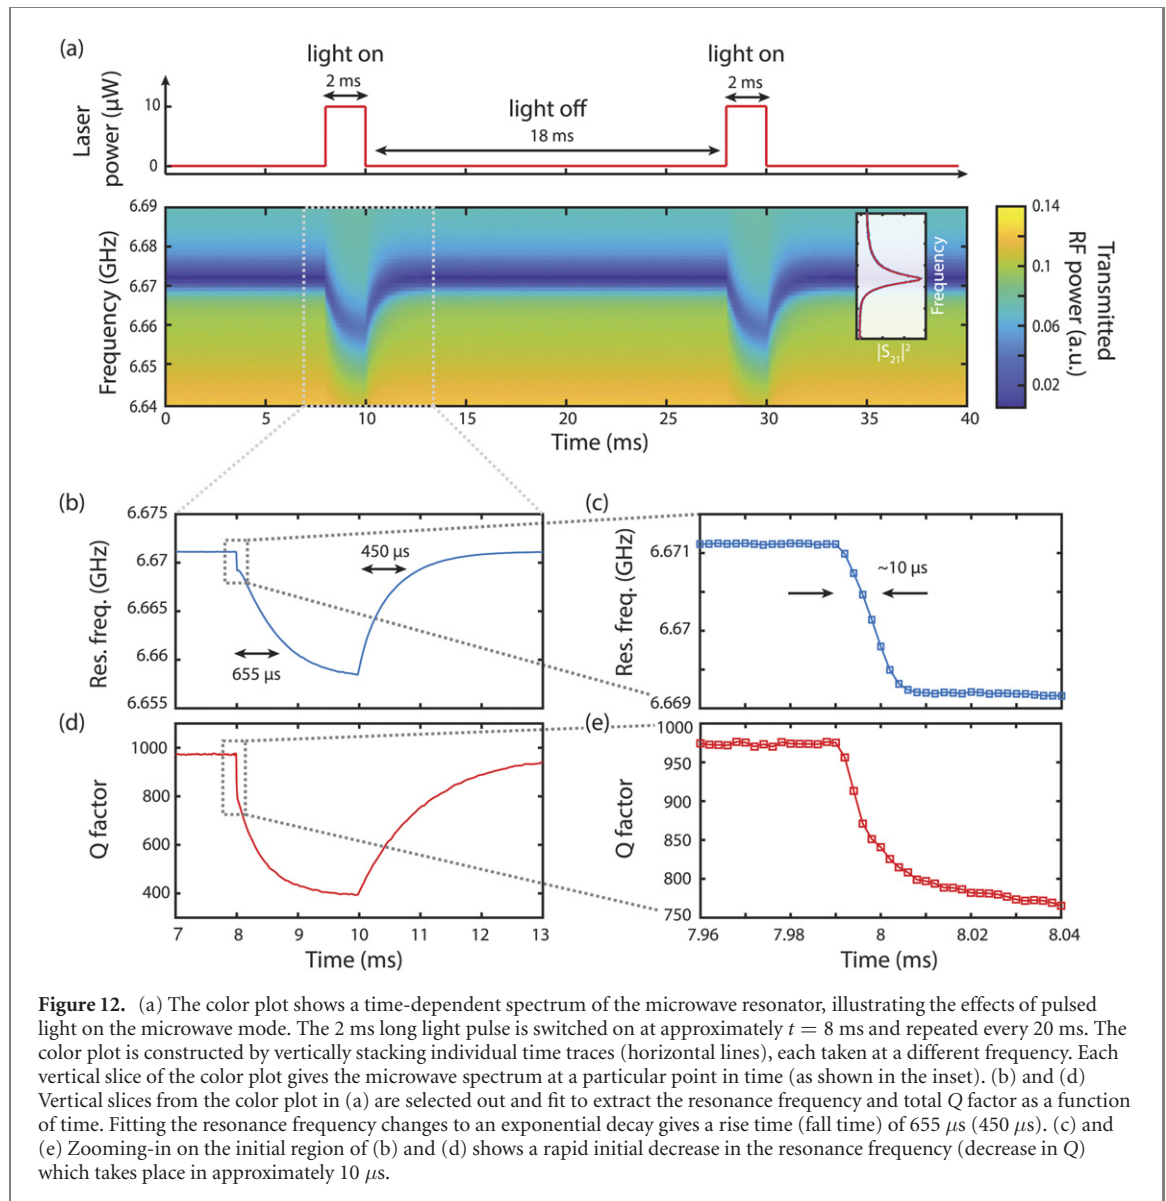 (a)
light on
light on
2 ms
2 ms
light off
18 ms
Laser
power (µW)
10
0
6.69
6.68
6.67
6.66
6.65
6.64
Frequency (GHz)
0
5
10
15
20
25
30
35
40
Time (ms)
Frequency
|S21|²
0.14
0.1
0.06
0.02
Transmitted
RF power (a.u.)
(b)
6.675
6.67
6.665
6.66
6.655
Res. freq. (GHz)
450 µs
655 µs
(c)
6.671
6.67
6.669
Res. freq. (GHz)
~10 µs
(d)
1000
800
600
400
Q factor
7
8
9
10
11
12
13
Time (ms)
(e)
1000
950
900
850
800
750
Q factor
7.96
7.98
8
8.02
8.04
Time (ms)
Figure 12. (a) The color plot shows a time-dependent spectrum of the microwave resonator, illustrating the effects of pulsed
light on the microwave mode. The 2 ms long light pulse is switched on at approximately t = 8 ms and repeated every 20 ms. The
color plot is constructed by vertically stacking individual time traces (horizontal lines), each taken at a different frequency. Each
vertical slice of the color plot gives the microwave spectrum at a particular point in time (as shown in the inset). (b) and (d)
Vertical slices from the color plot in (a) are selected out and fit to extract the resonance frequency and total Q factor as a function
of time. Fitting the resonance frequency changes to an exponential decay gives a rise time (fall time) of 655 µs (450 µs). (c) and
(e) Zooming-in on the initial region of (b) and (d) shows a rapid initial decrease in the resonance frequency (decrease in Q)
which takes place in approximately 10 µs.